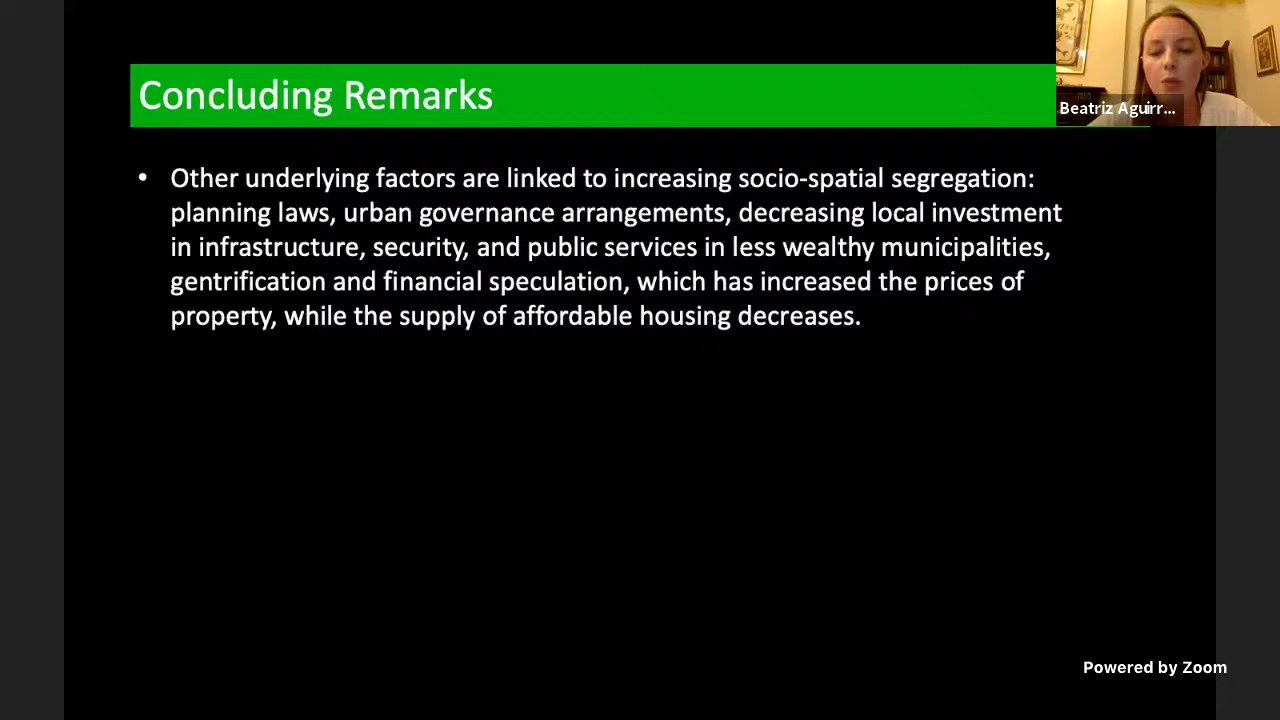 Concluding Remarks
Beatriz Aguirr...
• Other underlying factors are linked to increasing socio-spatial segregation:
planning laws, urban governance arrangements, decreasing local investment
in infrastructure, security, and public services in less wealthy municipalities,
gentrification and financial speculation, which has increased the prices of
property, while the supply of affordable housing decreases.
Powered by Zoom